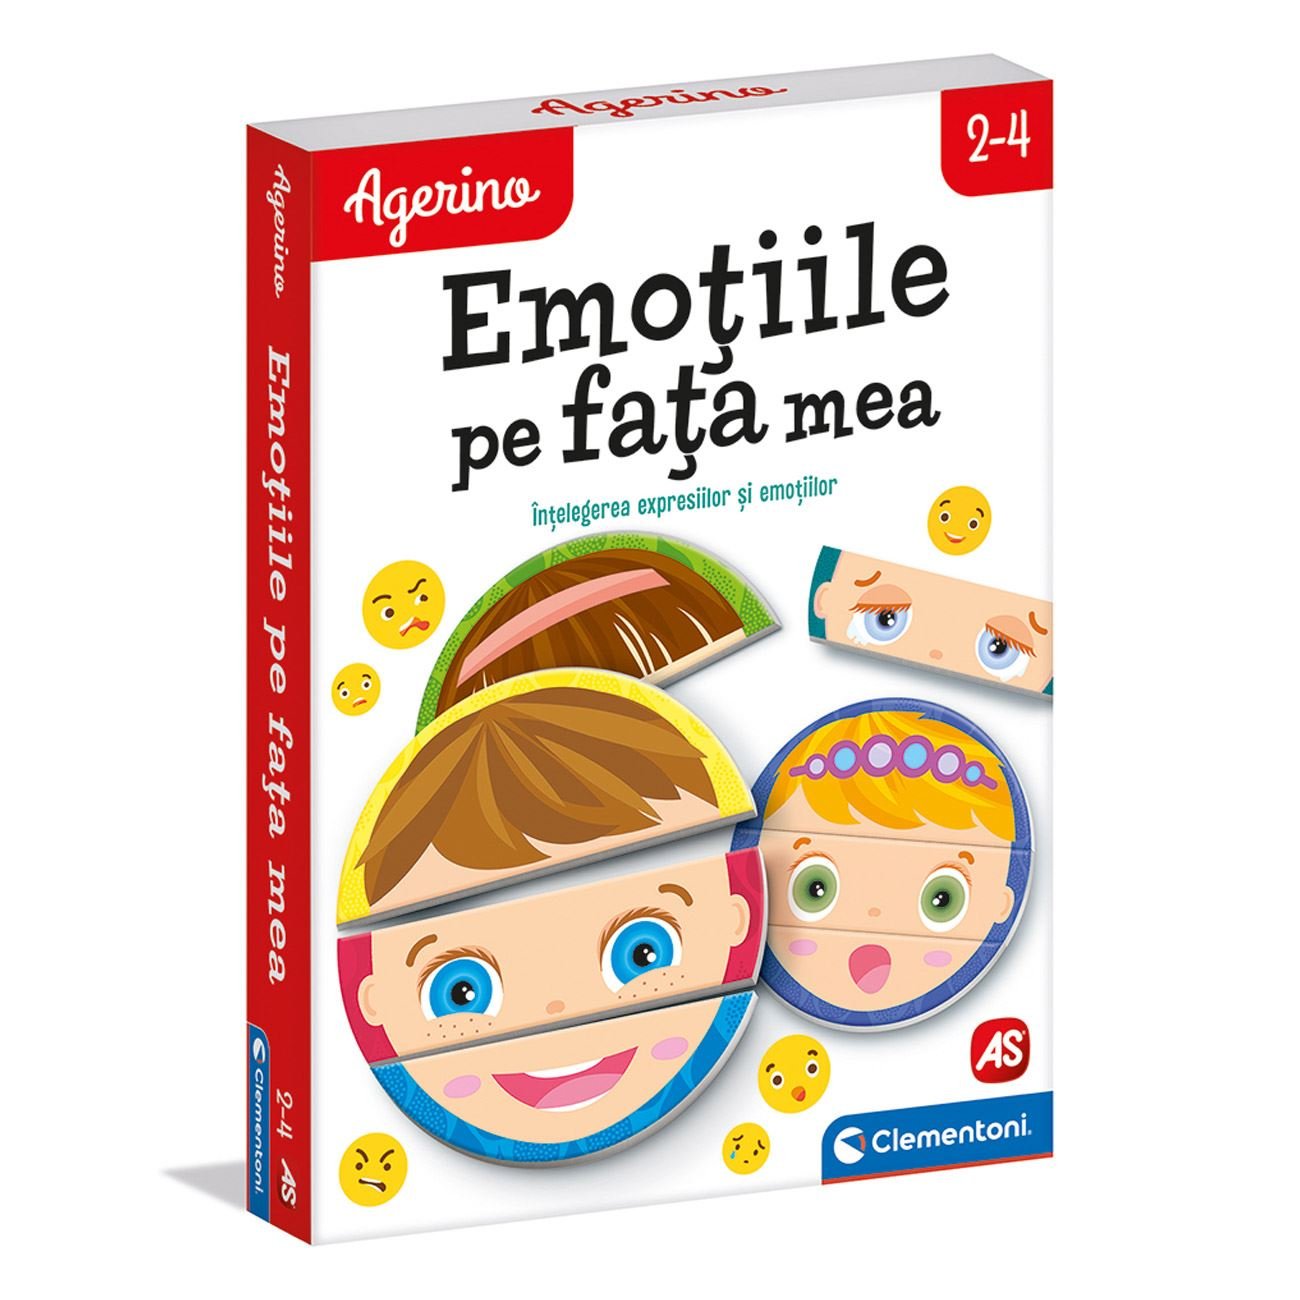 Agerino
Agerino
2-4
Emoțiile
pe fața mea
Înțelegerea expresiilor și emoțiilor
AS
Clementoni.
Agerino
Emoțiile pe fața mea
2-4
AS
Clementoni.